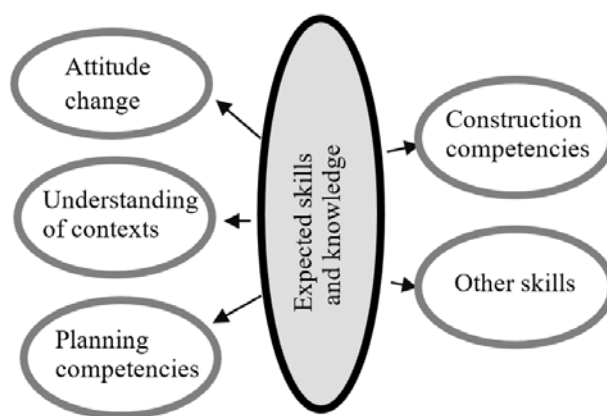 Attitude
change
Understanding
of contexts
Planning
competencies
Expected skills
and knowledge
Construction
competencies
Other skills